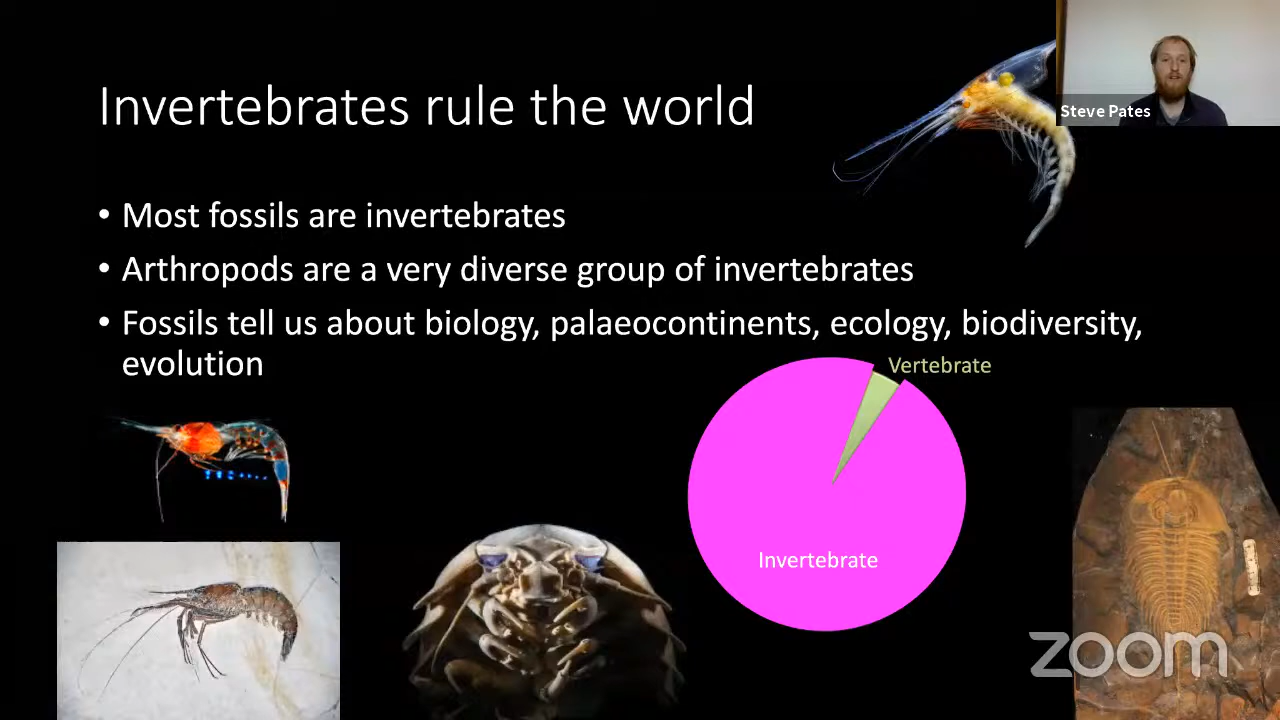 Steve Pates
Invertebrates rule the world
• Most fossils are invertebrates
• Arthropods are a very diverse group of invertebrates
• Fossils tell us about biology, palaeocontinents, ecology, biodiversity,
evolution
Vertebrate
Invertebrate
zoom